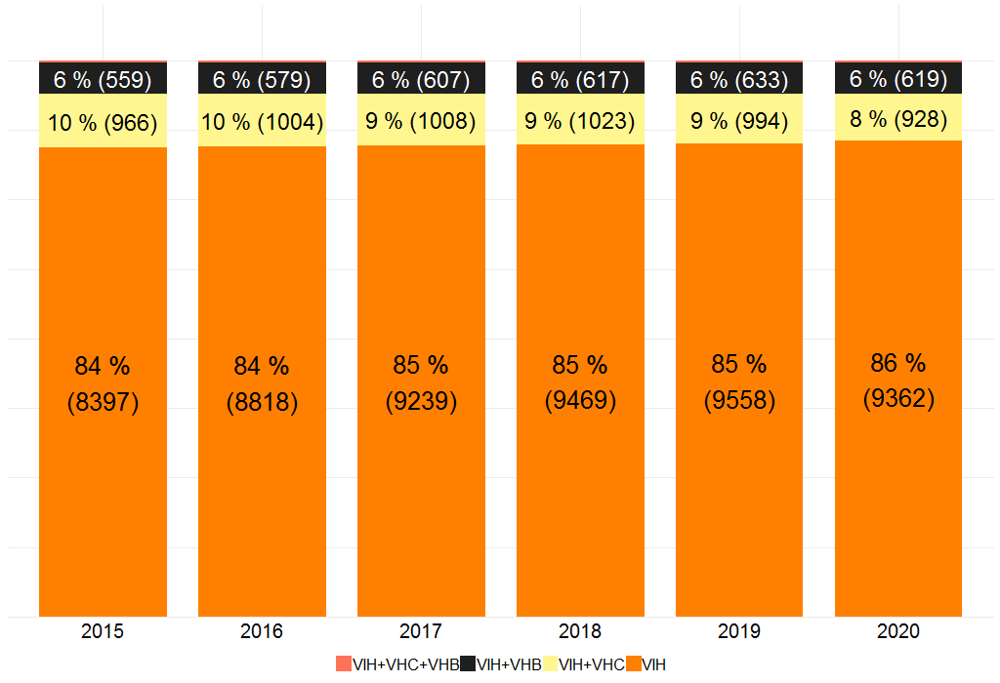 6 % (559) 6 % (579) 6 % (607) 6 % (617) 6 % (633) 6 % (619)
10 % (966) 10 % (1004) 9 % (1008) 9 % (1023) 9 % (994) 8 % (928)
84 % 84 % 85 % 85 % 85 % 86 %
(8397) (8818) (9239) (9469) (9558) (9362)
2015 2016 2017 2018 2019 2020
VIH+VHC+VHB VIH+VHB VIH+VHC VIH